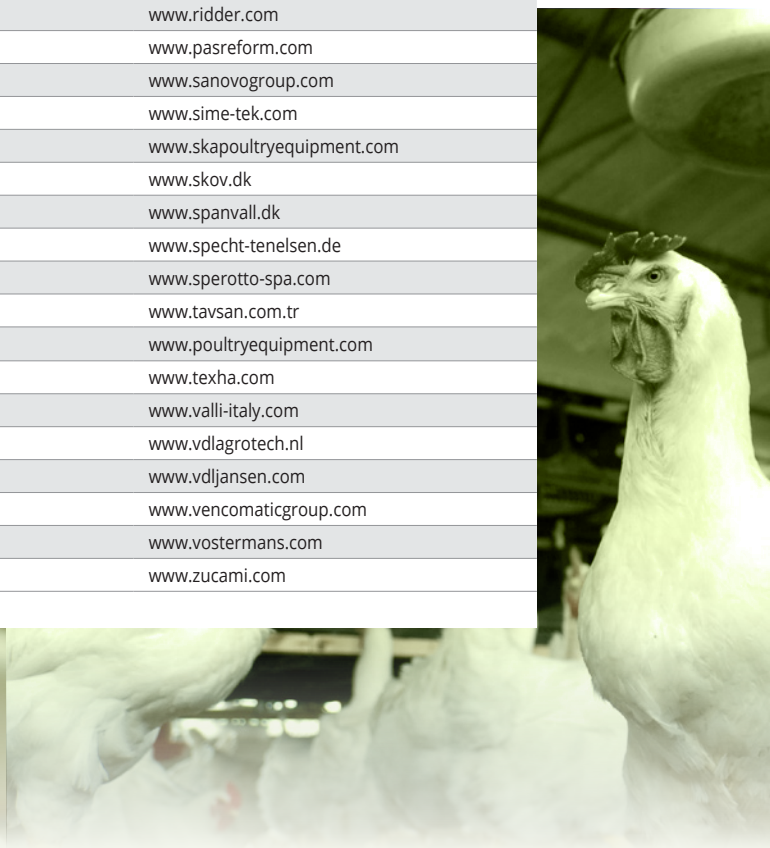 www.ridder.com
www.pasreform.com
www.sanovogroup.com
www.sime-tek.com
www.skapoultryequipment.com
www.skov.dk
www.spanvall.dk
www.specht-tenelsen.de
www.sperotto-spa.com
www.tavsan.com.tr
www.poultryequipment.com
www.texha.com
www.valli-italy.com
www.vdlagrotech.nl
www.vdljansen.com
www.vencomaticgroup.com
www.vostermans.com
www.zucami.com